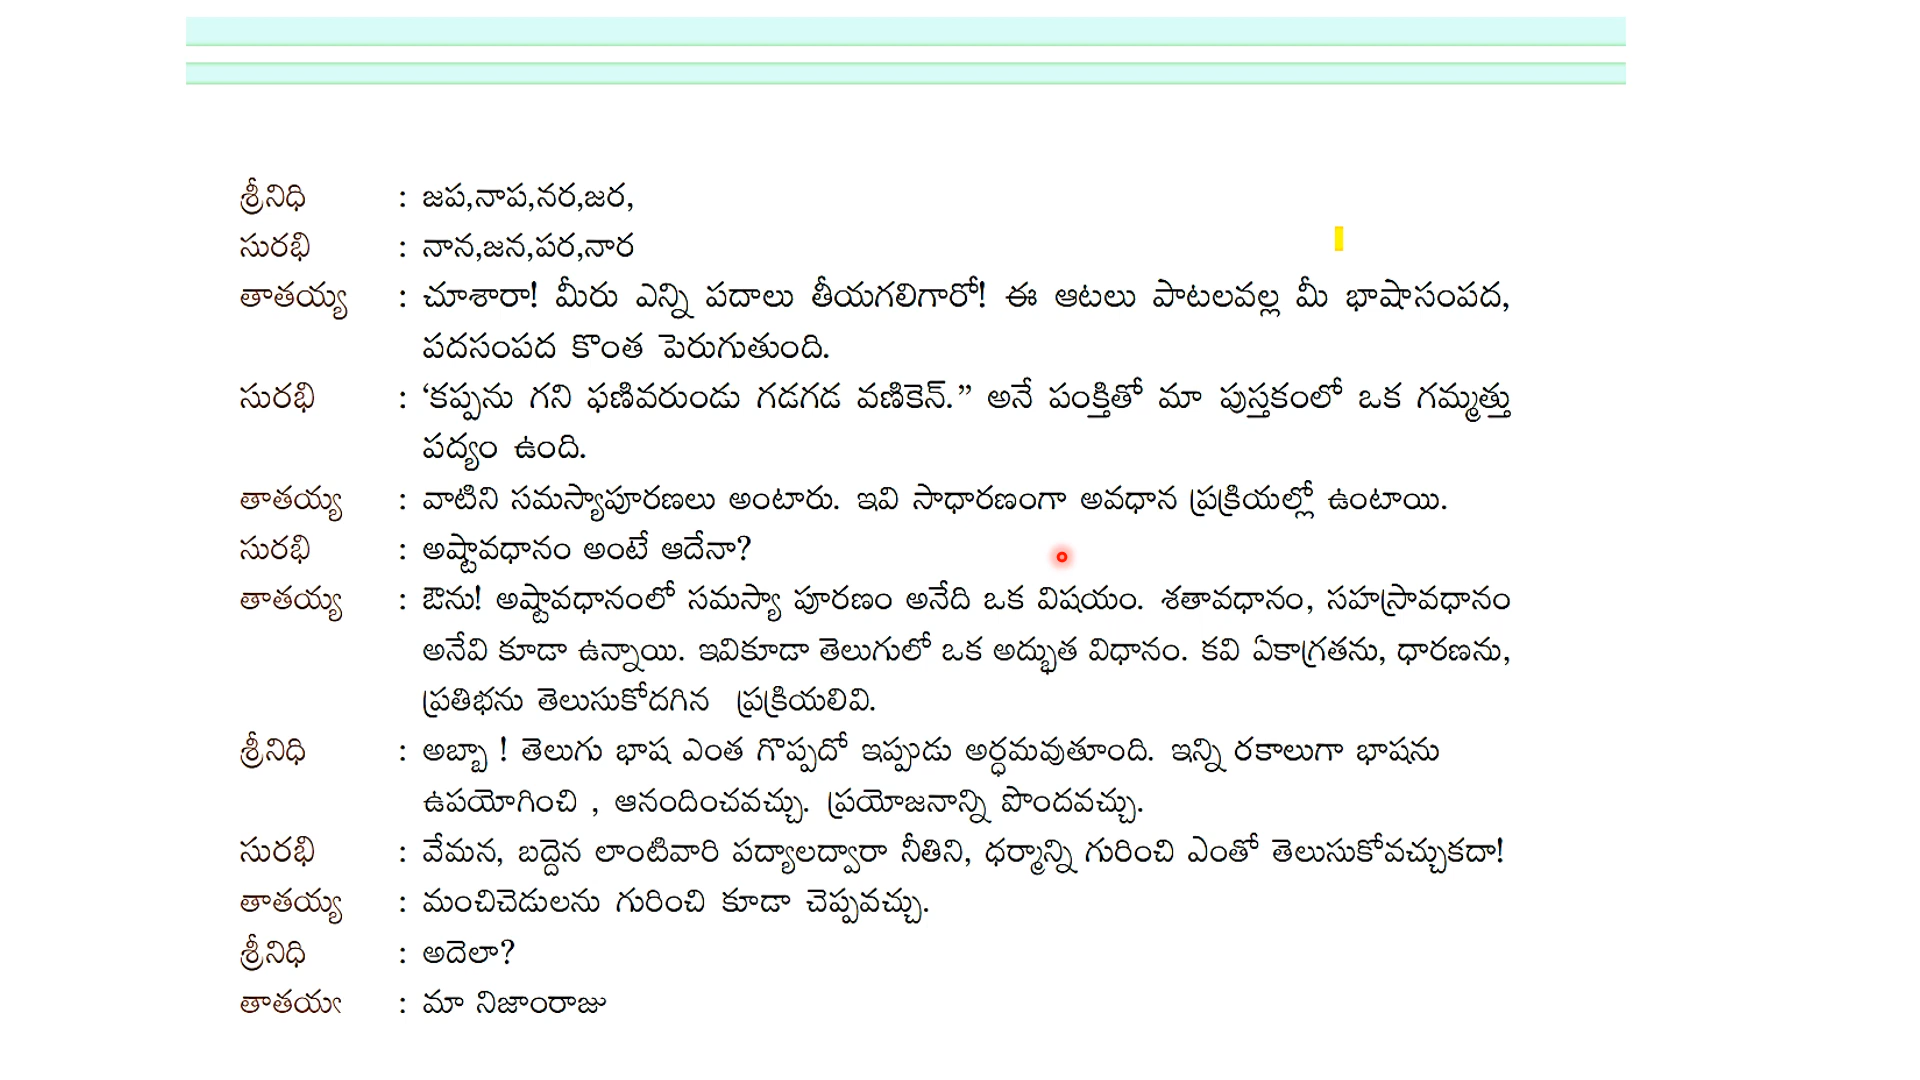 శ్రీనిధి : జప,నాప,నర,జర,
సురభి : నాన,జన,పర,నార
తాతయ్య : చూశారా! మీరు ఎన్ని పదాలు తీయగలిగారో! ఈ ఆటలు పాటలవల్ల మీ భాషాసంపద,
పదసంపద కొంత పెరుగుతుంది.
సురభి : ‘కప్పను గని ఫణివరుండు గడగడ వణికెన్.” అనే పంక్తితో మా పుస్తకంలో ఒక గమ్మత్తు
పద్యం ఉంది.
తాతయ్య : వాటిని సమస్యాపూరణలు అంటారు. ఇవి సాధారణంగా అవధాన ప్రక్రియల్లో ఉంటాయి.
సురభి : అష్టావధానం అంటే ఆదేనా?
తాతయ్య : ఔను! అష్టావధానంలో సమస్యా పూరణం అనేది ఒక విషయం. శతావధానం, సహస్రావధానం
అనేవి కూడా ఉన్నాయి. ఇవికూడా తెలుగులో ఒక అద్భుత విధానం. కవి ఏకాగ్రతను, ధారణను,
ప్రతిభను తెలుసుకోదగిన ప్రక్రియలివి.
శ్రీనిధి : అబ్బా ! తెలుగు భాష ఎంత గొప్పదో ఇప్పుడు అర్ధమవుతూంది. ఇన్ని రకాలుగా భాషను
ఉపయోగించి , ఆనందించవచ్చు. ప్రయోజనాన్ని పొందవచ్చు.
సురభి : వేమన, బద్దెన లాంటివారి పద్యాలద్వారా నీతిని, ధర్మాన్ని గురించి ఎంతో తెలుసుకోవచ్చుకదా!
తాతయ్య : మంచిచెడులను గురించి కూడా చెప్పవచ్చు.
శ్రీనిధి : అదెలా?
తాతయ్య : మా నిజాంరాజు